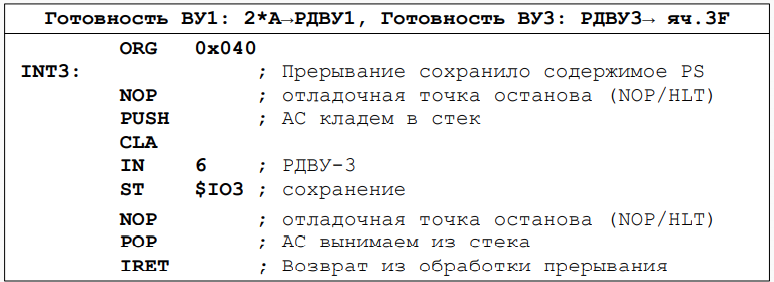 Готовность ВУ1: 2*A→РДВУ1, Готовность ВУ3: РДВУ3→ яч.3F
ORG 0x040
INT3: ; Прерывание сохранило содержимое PS
NOP ; отладочная точка останова (NOP/HLT)
PUSH ; АС кладем в стек
CLA
IN 6 ; РДВУ-3
ST $IO3 ; сохранение
NOP ; отладочная точка останова (NOP/HLT)
POP ; АС вынимаем из стека
IRET ; Возврат из обработки прерывания